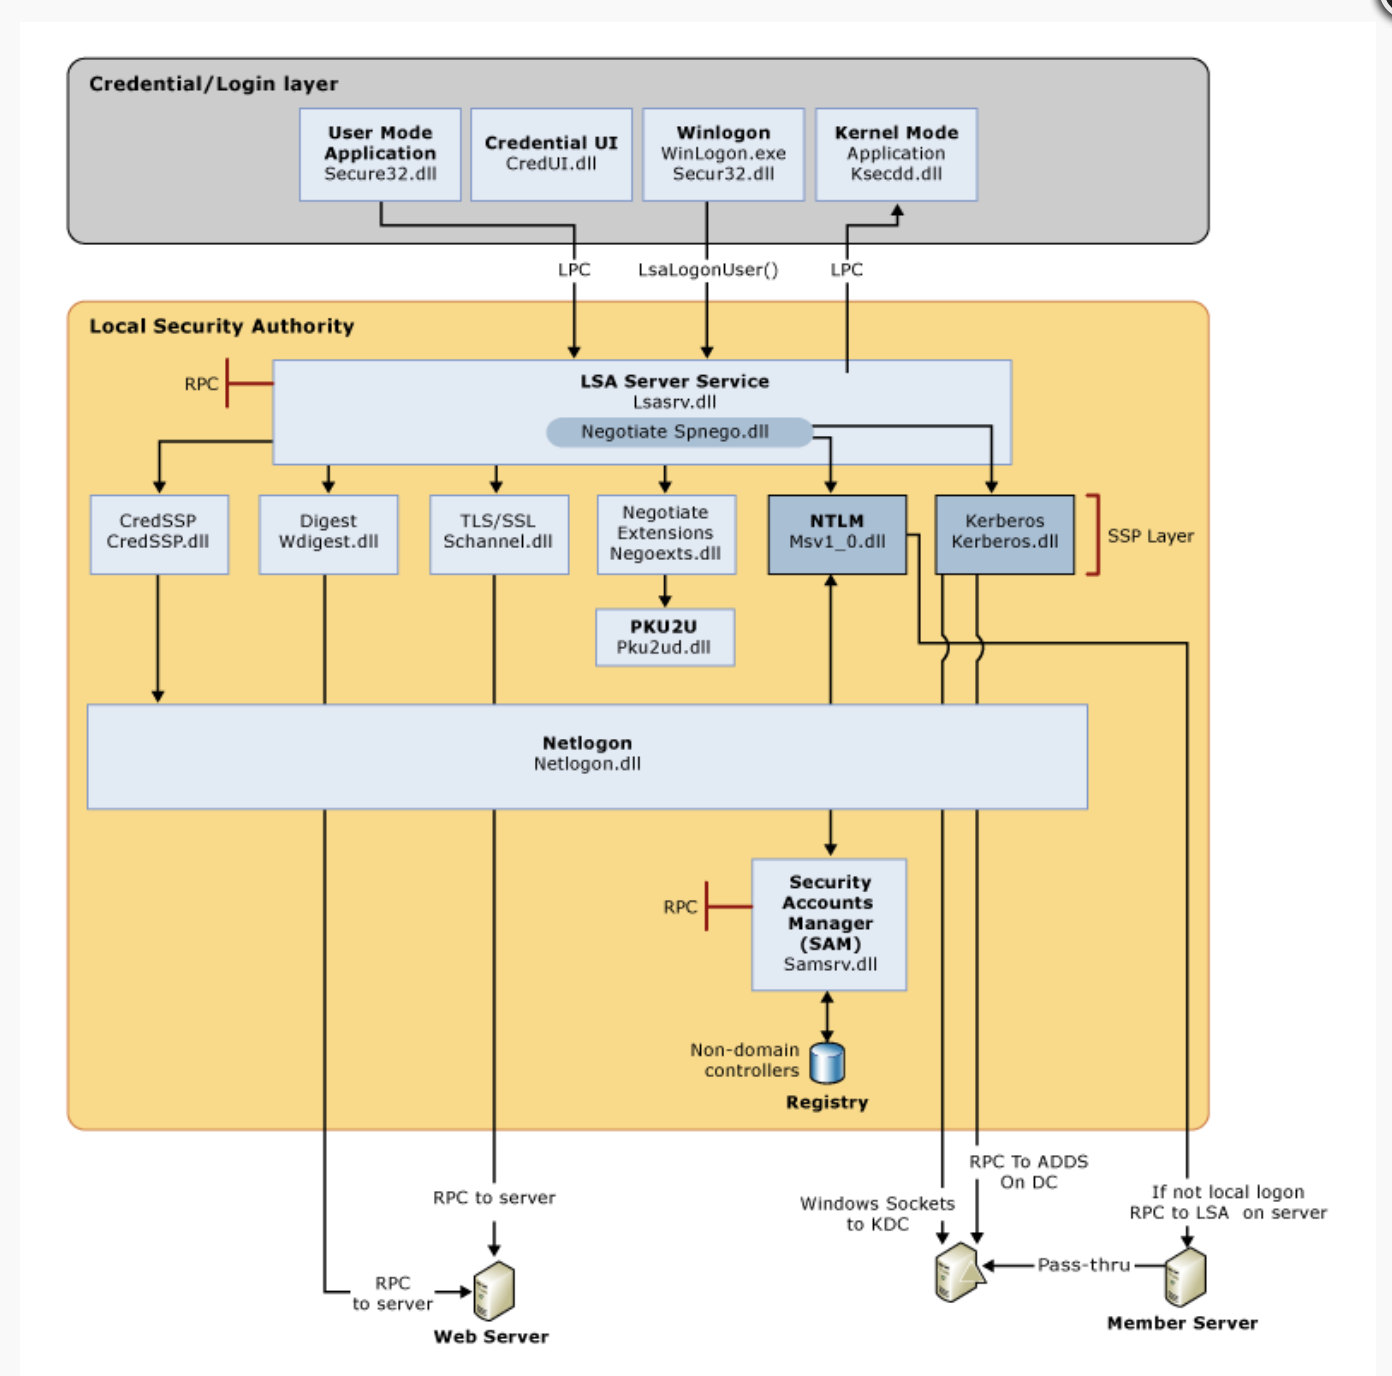 Credential/Login layer
User Mode
Application
Secure32.dll
Credential UI
CredUI.dll
Winlogon
WinLogon.exe
Secur32.dll
Kernel Mode
Application
Ksecdd.dll
LPC
LsaLogonUser()
LPC
Local Security Authority
RPC
LSA Server Service
Lsasrv.dll
Negotiate Spnego.dll
CredSSP
CredSSP.dll
Digest
Wdigest.dll
TLS/SSL
Schannel.dll
Negotiate
Extensions
Negoexts.dll
NTLM
Msv1_0.dll
Kerberos
Kerberos.dll
SSP Layer
PKU2U
Pku2ud.dll
Netlogon
Netlogon.dll
RPC
Security
Accounts
Manager
(SAM)
Samsrv.dll
Non-domain
controllers
Registry
RPC to server
RPC
to server
Web Server
Windows Sockets
to KDC
RPC To ADDS
On DC
If not local logon
RPC to LSA on server
Pass-thru
Member Server